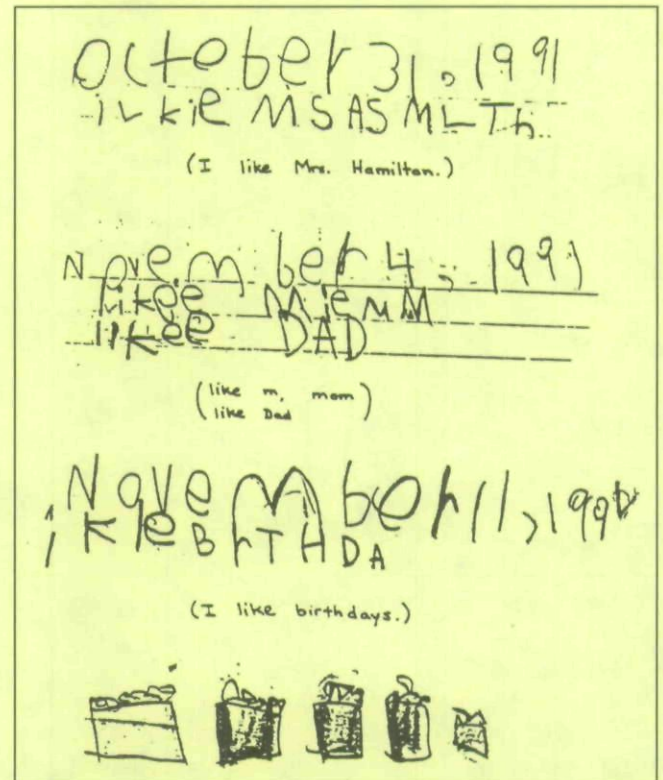 October 31, 1991
iLkie MSASMLTh
(I like Mrs. Hamilton.)
November 4, 1991
likee MieMM
likee DAD
(like m, mom)
(like Dad
November 11, 1991
i kleBrTHDA
(I like birthdays.)